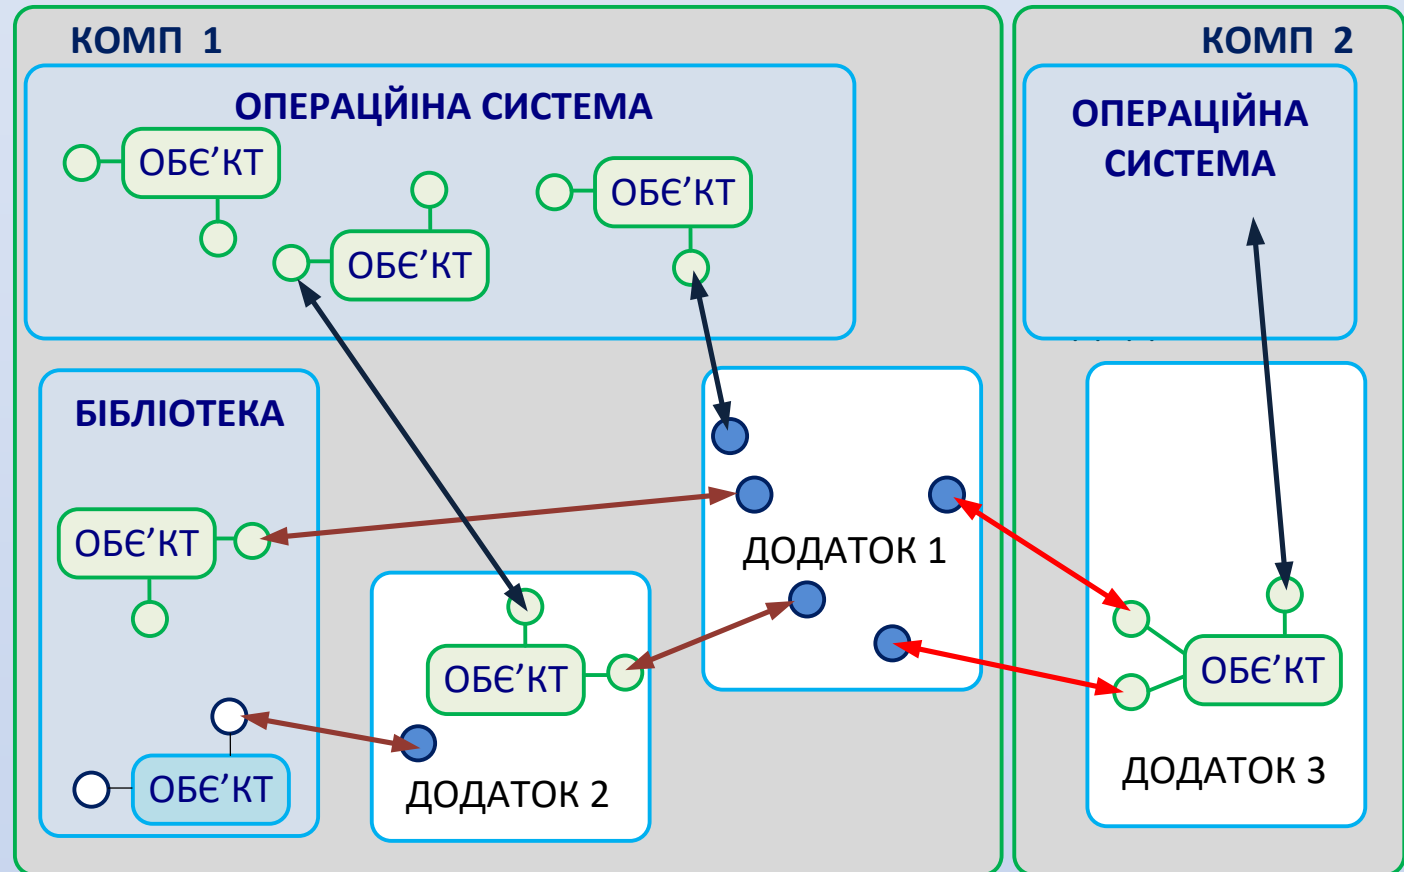 КОМП 1
ОПЕРАЦЙІНА СИСТЕМА
ОБЄ’КТ
ОБЄ’КТ
ОБЄ’КТ
БІБЛІОТЕКА
ОБЄ’КТ
ОБЄ’КТ
ОБЄ’КТ
ДОДАТОК 2
ДОДАТОК 1
КОМП 2
ОПЕРАЦІЙНА
СИСТЕМА
ОБЄ’КТ
ДОДАТОК 3